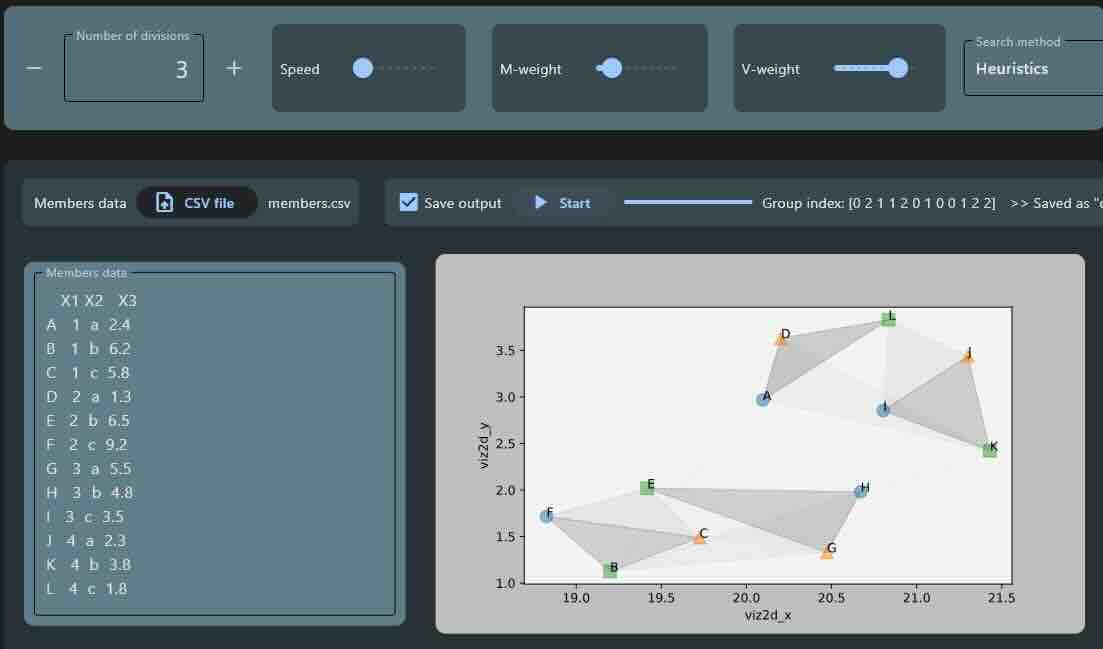 Number of divisions
3
Speed
M-weight
V-weight
Search method
Heuristics
Members data
CSV file
members.csv
Save output
Start
Group index: [0 2 1 1 2 0 1 0 0 1 2 2]
>> Saved as "c
Members data
X1 X2 X3
A 1 a 2.4
B 1 b 6.2
C 1 c 5.8
D 2 a 1.3
E 2 b 6.5
F 2 c 9.2
G 3 a 5.5
H 3 b 4.8
I 3 c 3.5
J 4 a 2.3
K 4 b 3.8
L 4 c 1.8
viz2d_y
3.5
3.0
2.5
2.0
1.5
1.0
L
D
J
A
I
K
E
H
F
C
G
B
19.0 19.5 20.0 20.5 21.0 21.5
viz2d_x